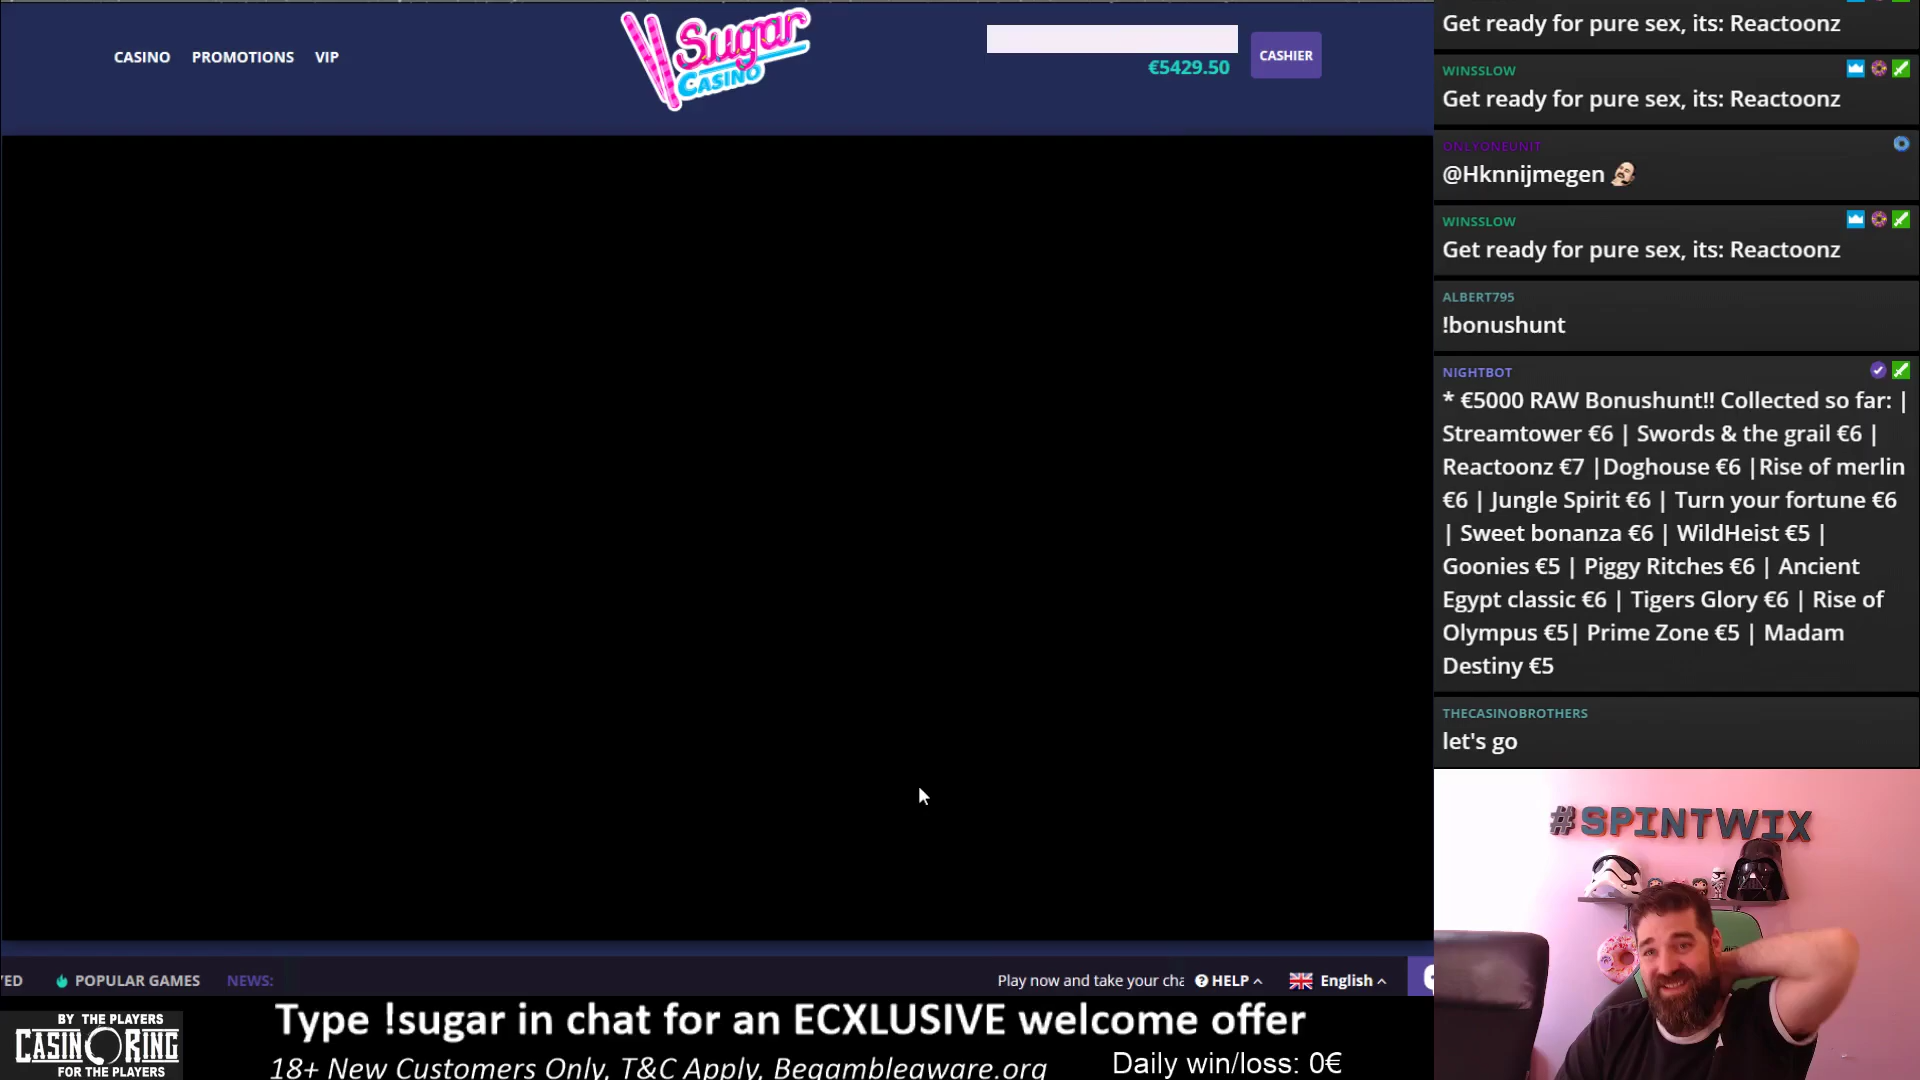 CASINO PROMOTIONS VIP
Sugar
CASINO
€5429.50
CASHIER
Get ready for pure sex, its: Reactoonz
WINSSLOW
Get ready for pure sex, its: Reactoonz
ONLYONEUNIT
@Hknnijmegen
WINSSLOW
Get ready for pure sex, its: Reactoonz
ALBERT795
!bonushunt
NIGHTBOT
* €5000 RAW Bonushunt!! Collected so far: |
Streamtower €6 | Swords & the grail €6 |
Reactoonz €7 |Doghouse €6 |Rise of merlin
€6 | Jungle Spirit €6 | Turn your fortune €6
| Sweet bonanza €6 | WildHeist €5 |
Goonies €5 | Piggy Ritches €6 | Ancient
Egypt classic €6 | Tigers Glory €6 | Rise of
Olympus €5| Prime Zone €5 | Madam
Destiny €5
THECASINOBROTHERS
let's go
#SPINTWIX
YED POPULAR GAMES NEWS: Play now and take your cha HELP English
BY THE PLAYERS
CASINORING
FOR THE PLAYERS
Type !sugar in chat for an ECXLUSIVE welcome offer
18+ New Customers Only, T&C Apply, Begambleaware.org
Daily win/loss: 0€